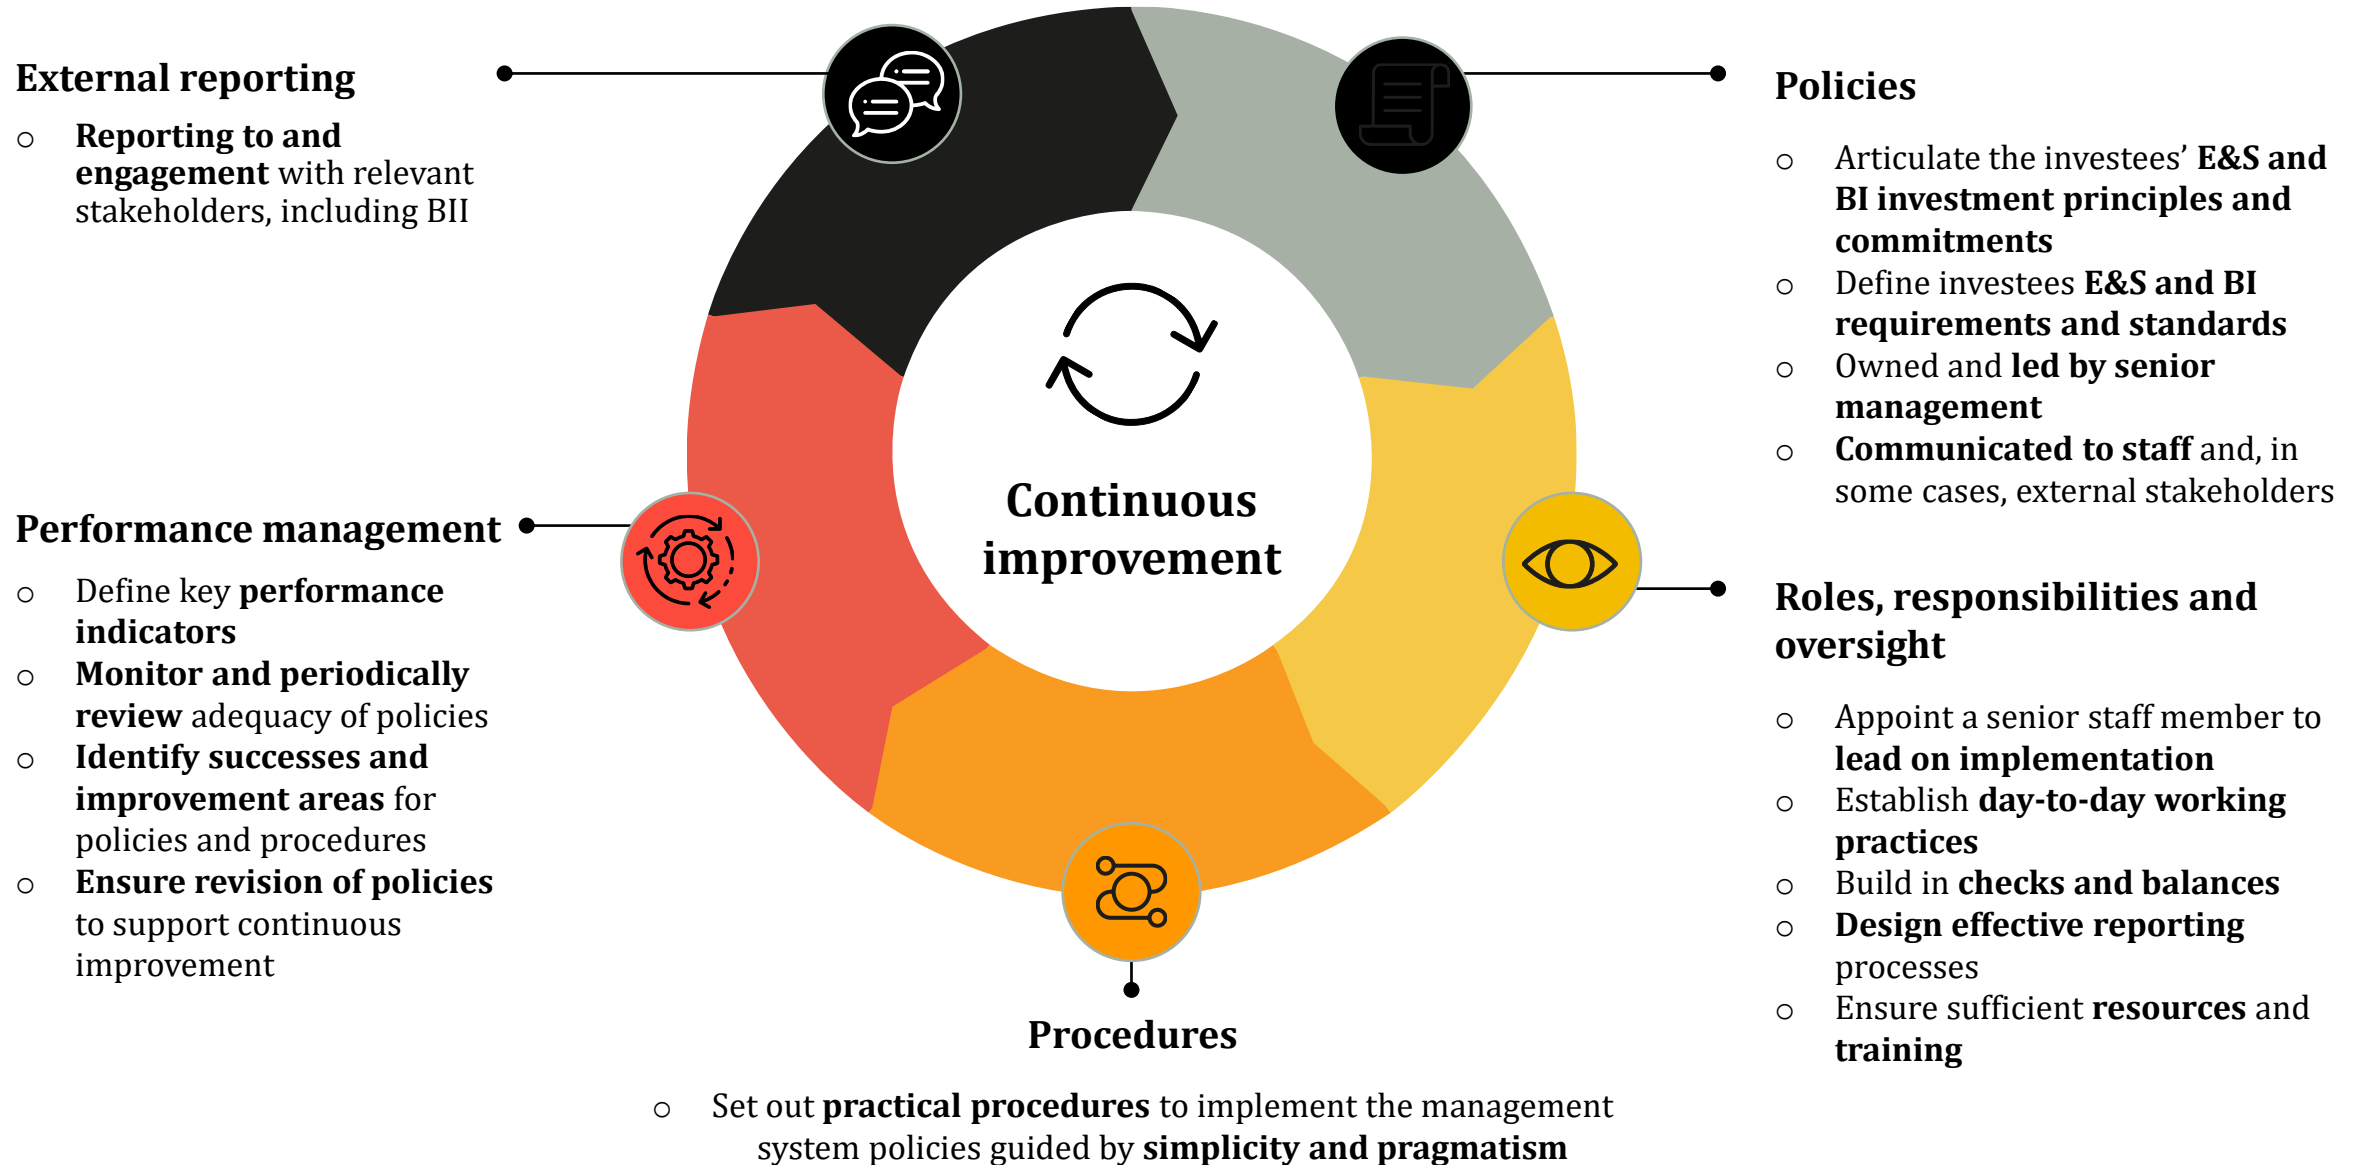 External reporting
o Reporting to and
engagement with relevant
stakeholders, including BII
Performance management
o Define key performance
indicators
o Monitor and periodically
review adequacy of policies
o Identify successes and
improvement areas for
policies and procedures
o Ensure revision of policies
to support continuous
improvement
Continuous
improvement
Procedures
o Set out practical procedures to implement the management
system policies guided by simplicity and pragmatism
Policies
o Articulate the investees’ E&S and
BI investment principles and
commitments
o Define investees E&S and BI
requirements and standards
o Owned and led by senior
management
o Communicated to staff and, in
some cases, external stakeholders
Roles, responsibilities and
oversight
o Appoint a senior staff member to
lead on implementation
o Establish day-to-day working
practices
o Build in checks and balances
o Design effective reporting
processes
o Ensure sufficient resources and
training